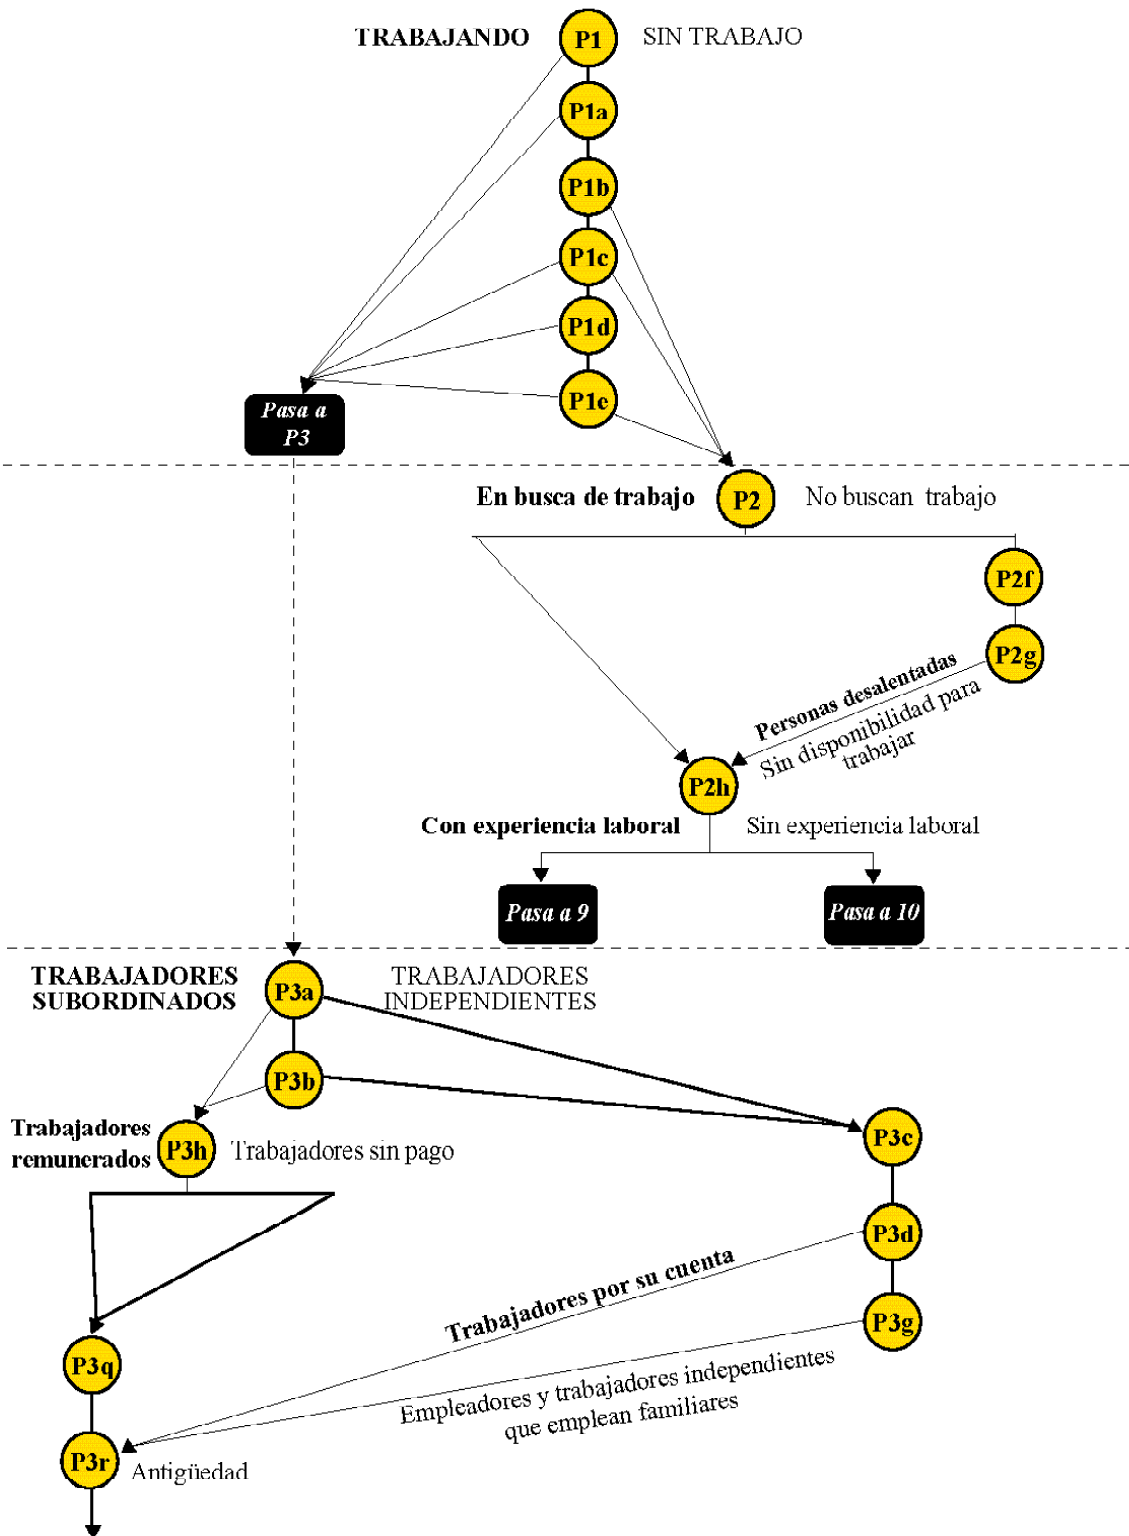 TRABAJANDO P1 SIN TRABAJO
P1a
P1b
P1c
P1d
P1e
Pasa a
P3
En busca de trabajo P2 No buscan trabajo
P2f
P2g
Personas desalentadas
Sin disponibilidad para
trabajar
P2h
Con experiencia laboral Sin experiencia laboral
Pasa a 9 Pasa a 10
TRABAJADORES
SUBORDINADOS
P3a
TRABAJADORES
INDEPENDIENTES
P3b
Trabajadores
remunerados
P3h Trabajadores sin pago
P3c
P3d
Trabajadores por su cuenta
P3g
P3q
Empleadores y trabajadores independientes
que emplean familiares
P3r Antigüedad